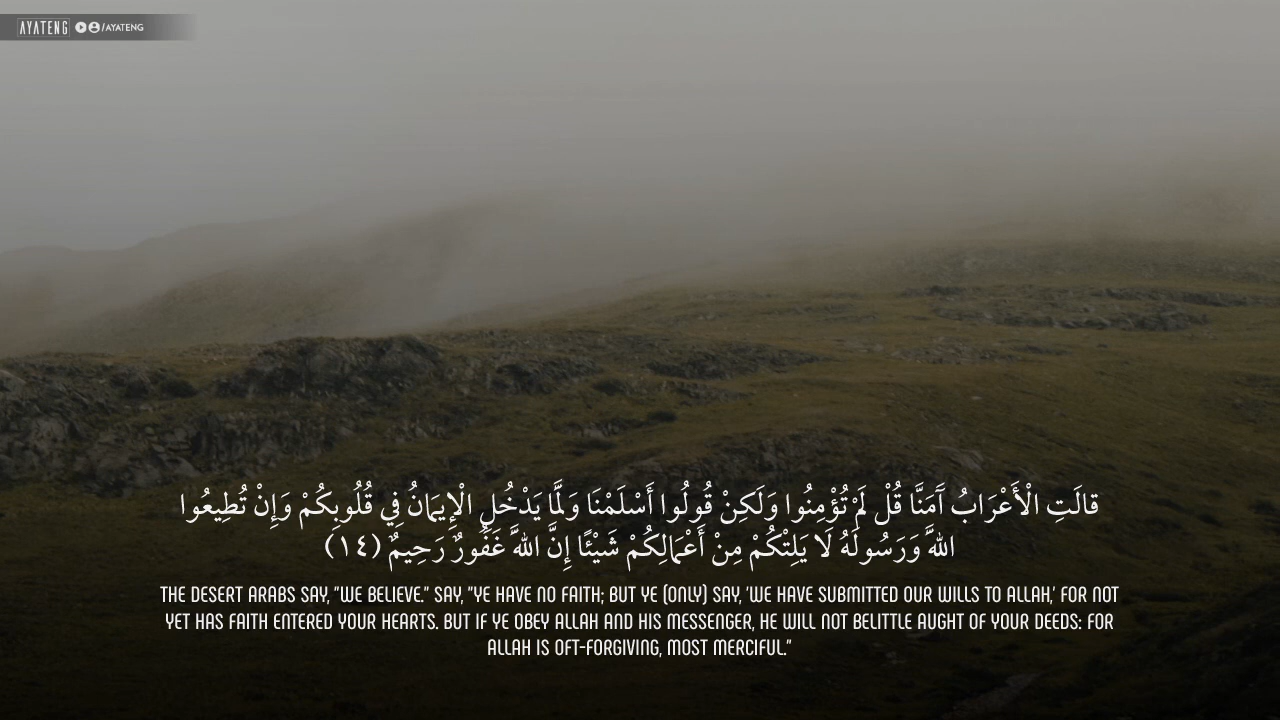 AYATENG /AYATENG
قَالَتِ الْأَعْرَابُ آمَنَّا قُلْ لَمْ تُؤْمِنُوا وَلَكِنْ قُولُوا أَسْلَمْنَا وَلَمَّا يَدْخُلِ الْإِيمَانُ فِي قُلُوبِكُمْ وَإِنْ تُطِيعُوا
اللَّهَ وَرَسُولَهُ لَا يَلِتْكُمْ مِنْ أَعْمَالِكُمْ شَيْئًا إِنَّ اللَّهَ غَفُورٌ رَحِيمٌ (١٤)
THE DESERT ARABS SAY, "WE BELIEVE." SAY, "YE HAVE NO FAITH; BUT YE (ONLY) SAY, 'WE HAVE SUBMITTED OUR WILLS TO ALLAH,' FOR NOT
YET HAS FAITH ENTERED YOUR HEARTS. BUT IF YE OBEY ALLAH AND HIS MESSENGER, HE WILL NOT BELITTLE AUGHT OF YOUR DEEDS: FOR
ALLAH IS OFT-FORGIVING, MOST MERCIFUL."